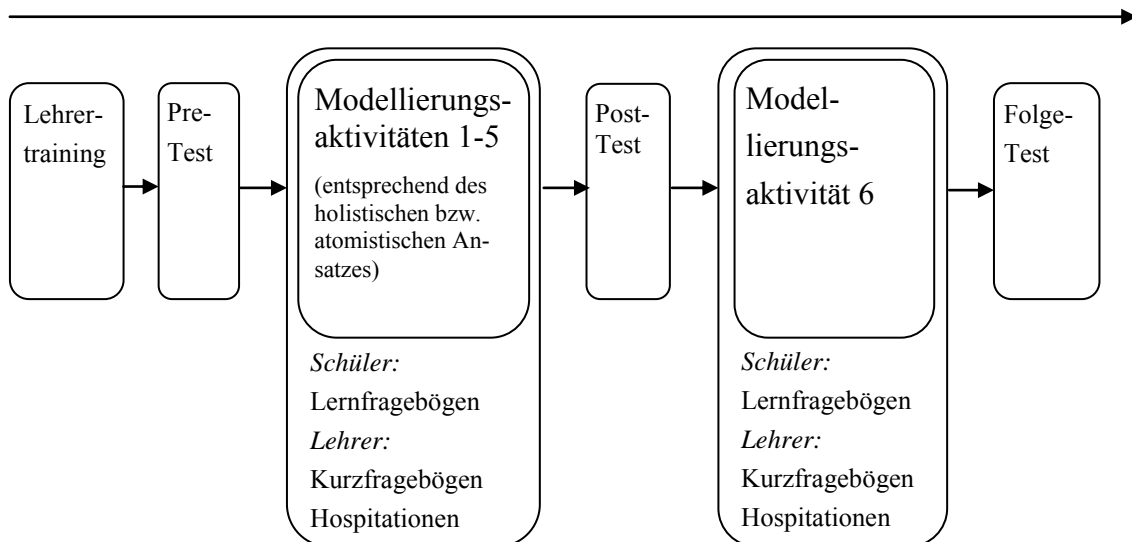 Lehrer-
training
Pre-
Test
Modellierungs-
aktivitäten 1-5
(entsprechend des
holistischen bzw.
atomistischen An-
satzes)
Schüler:
Lernfragebögen
Lehrer:
Kurzfragebögen
Hospitationen
Post-
Test
Model-
lierungs-
aktivität 6
Schüler:
Lernfragebögen
Lehrer:
Kurzfragebögen
Hospitationen
Folge-
Test